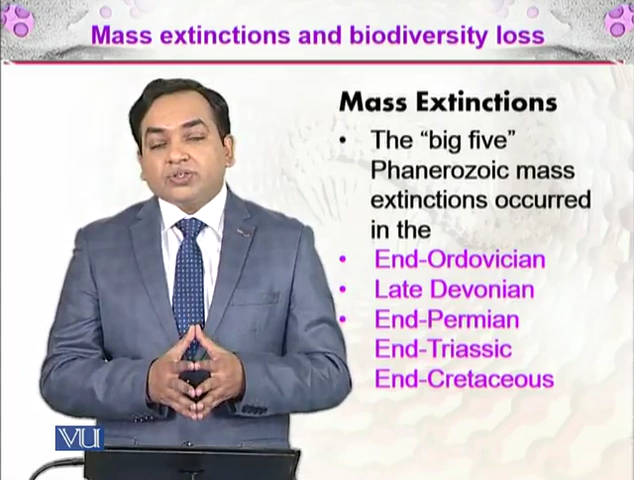 Mass extinctions and biodiversity loss
Mass Extinctions
• The “big five”
Phanerozoic mass
extinctions occurred
in the
• End-Ordovician
• Late Devonian
• End-Permian
End-Triassic
End-Cretaceous
VU